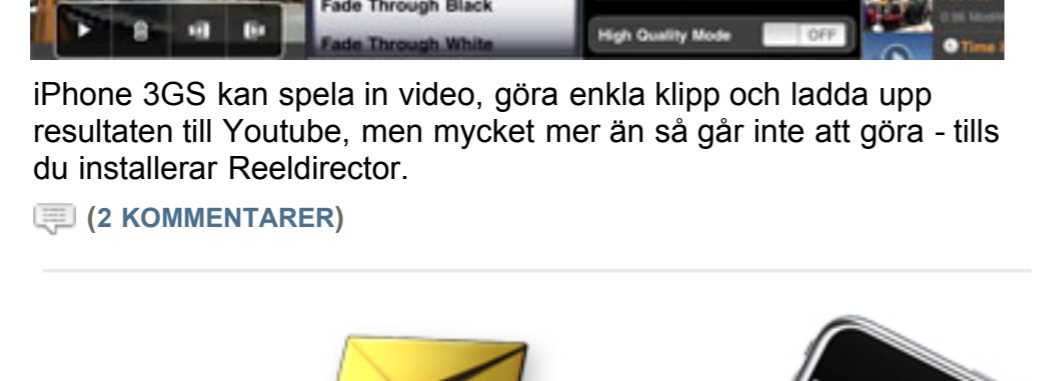 Fade Through Black
Fade Through White
High Quality Mode
OFF
iPhone 3GS kan spela in video, göra enkla klipp och ladda upp
resultaten till Youtube, men mycket mer än så går inte att göra - tills
du installerar Reeldirector.
(2 KOMMENTARER)